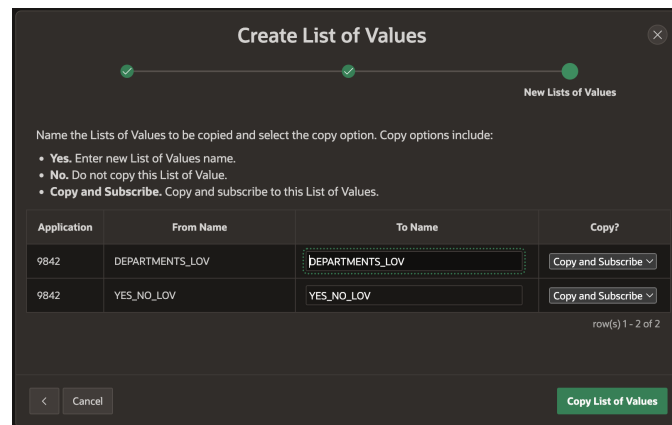 Create List of Values
New Lists of Values
Name the Lists of Values to be copied and select the copy option. Copy options include:
• Yes. Enter new List of Values name.
• No. Do not copy this List of Value.
• Copy and Subscribe. Copy and subscribe to this List of Values.
Application From Name To Name Copy?
9842 DEPARTMENTS_LOV DEPARTMENTS_LOV Copy and Subscribe
9842 YES_NO_LOV YES_NO_LOV Copy and Subscribe
row(s) 1 - 2 of 2
Cancel Copy List of Values